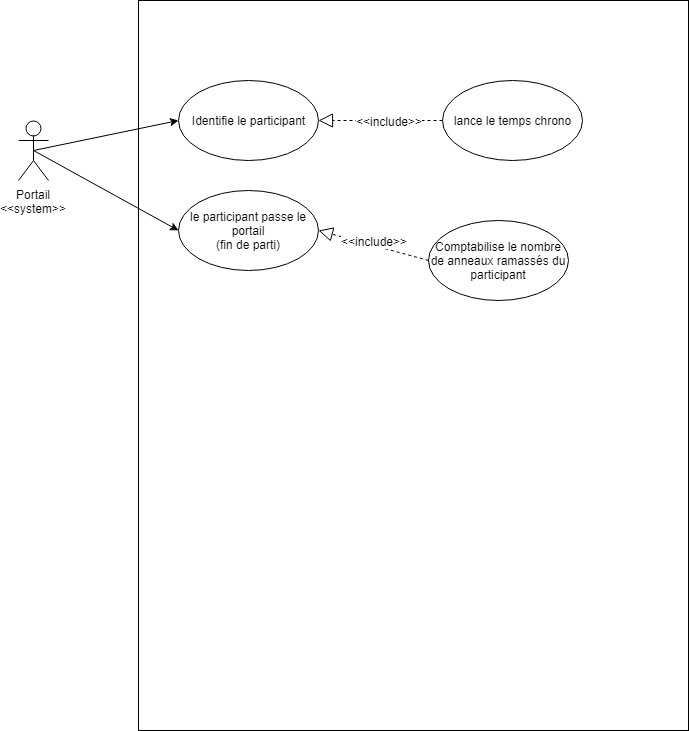 Identifie le participant
<<include>>
lance le temps chrono
Portail
<<system>>
le participant passe le
portail
(fin de parti)
<<include>>
Comptabilise le nombre
de anneaux ramassés du
participant